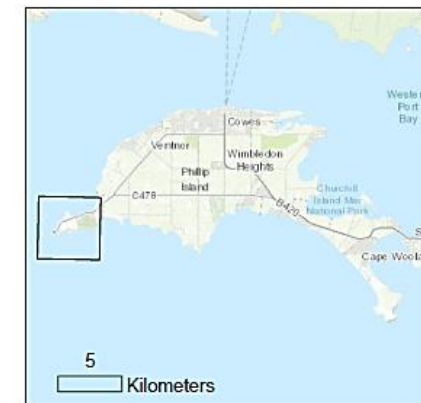 Western
Port
Bay
Cowes
Ventnor
Wimbledon
Heights
Phillip
Island
C478
Churchill
Island Mar
National Park
B420
S
Cape Woola
5
Kilometers